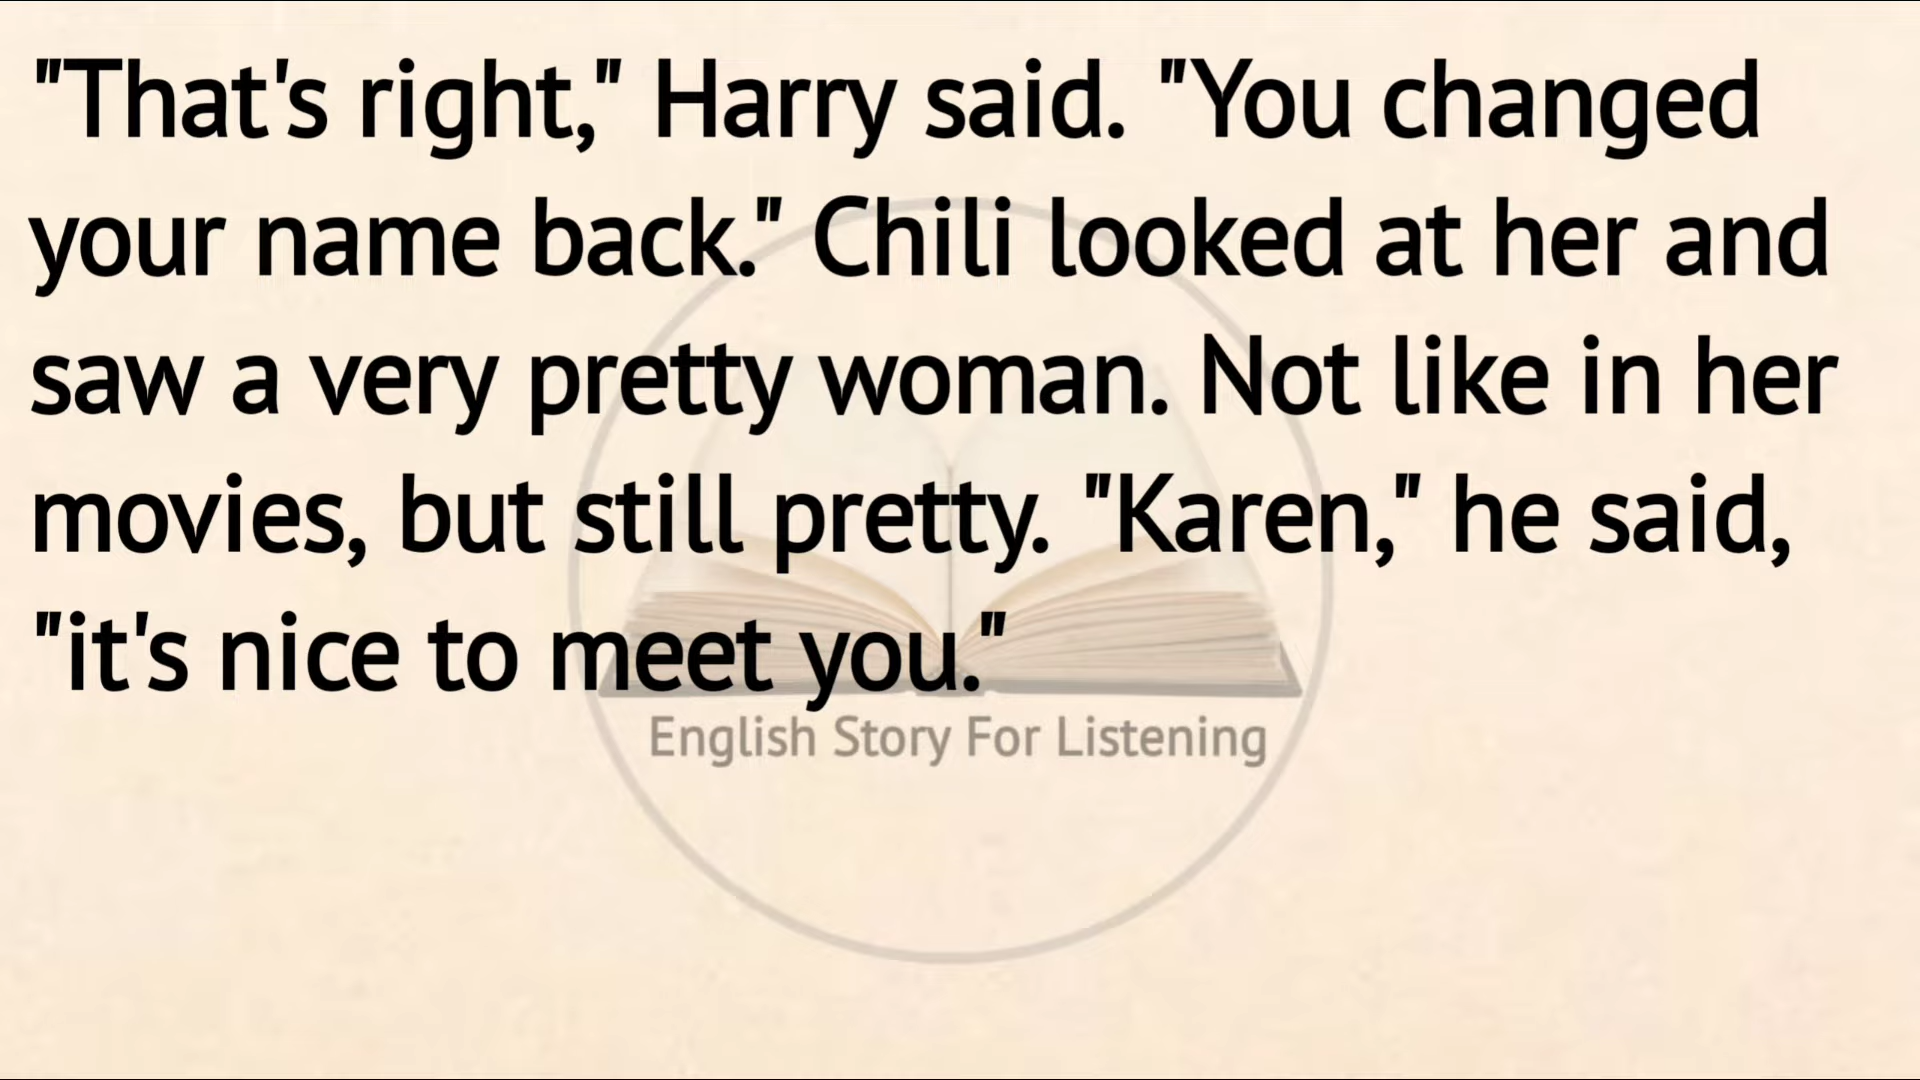 "That's right," Harry said. "You changed
your name back." Chili looked at her and
saw a very pretty woman. Not like in her
movies, but still pretty. "Karen," he said,
"it's nice to meet you."
English Story For Listening